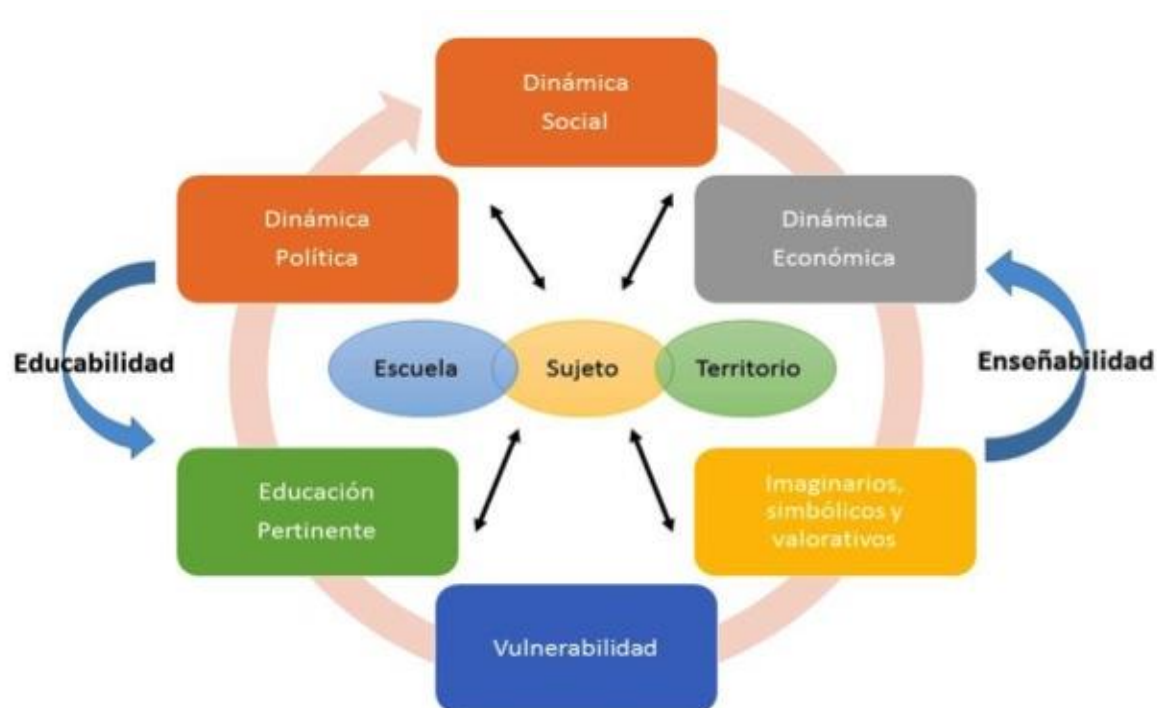 Dinámica
Social
Dinámica
Política
Dinámica
Económica
Educabilidad
Escuela
Sujeto
Territorio
Enseñabilidad
Educación
Pertinente
Imaginarios,
simbólicos y
valorativos
Vulnerabilidad